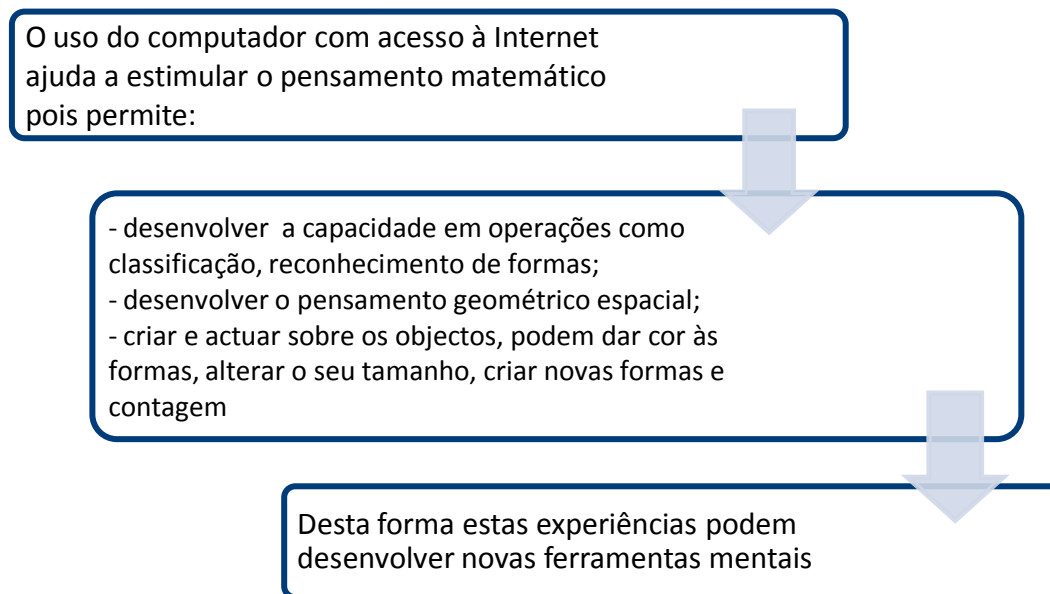 O uso do computador com acesso à Internet
ajuda a estimular o pensamento matemático
pois permite:
- desenvolver a capacidade em operações como
classificação, reconhecimento de formas;
- desenvolver o pensamento geométrico espacial;
- criar e actuar sobre os objectos, podem dar cor às
formas, alterar o seu tamanho, criar novas formas e
contagem
Desta forma estas experiências podem
desenvolver novas ferramentas mentais